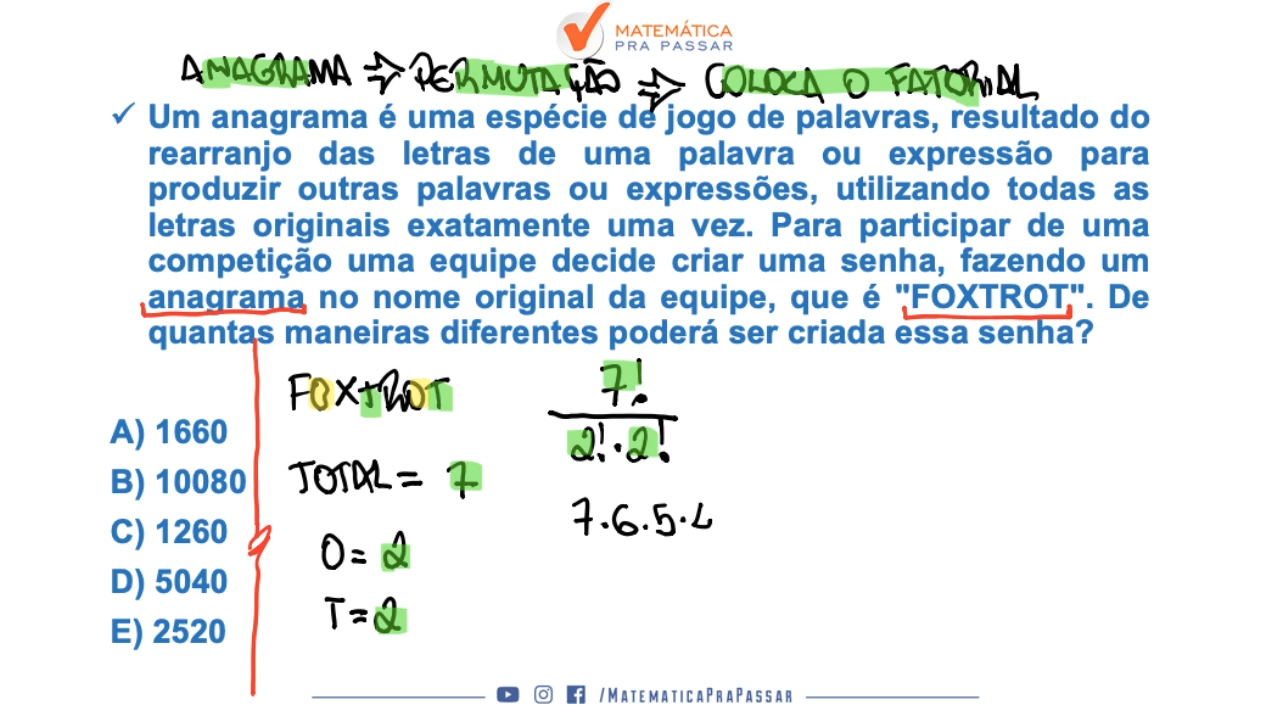 MATEMÁTICA
PRA PASSAR
ANAGRAMA ⇒ PERMUTAÇÃO ⇒ COLOCA O FATORIAL
✓ Um anagrama é uma espécie de jogo de palavras, resultado do
rearranjo das letras de uma palavra ou expressão para
produzir outras palavras ou expressões, utilizando todas as
letras originais exatamente uma vez. Para participar de uma
competição uma equipe decide criar uma senha, fazendo um
anagrama no nome original da equipe, que é "FOXTROT". De
quantas maneiras diferentes poderá ser criada essa senha?
A) 1660
B) 10080
C) 1260
D) 5040
E) 2520
FOXTROT
TOTAL = 7
O = 2
T = 2
7!
2! · 2!
7 · 6 · 5 · 4
/MATEMATICAPRAPASSAR